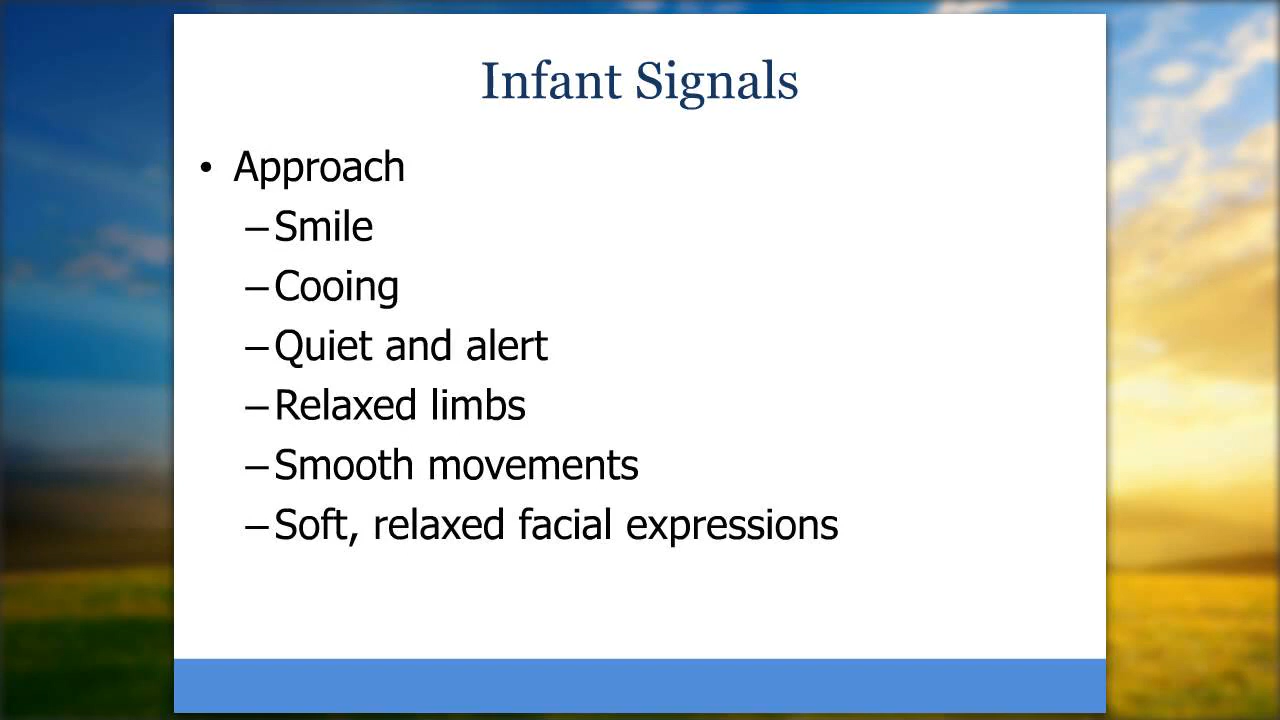 Infant Signals
• Approach
–Smile
–Cooing
–Quiet and alert
–Relaxed limbs
–Smooth movements
–Soft, relaxed facial expressions